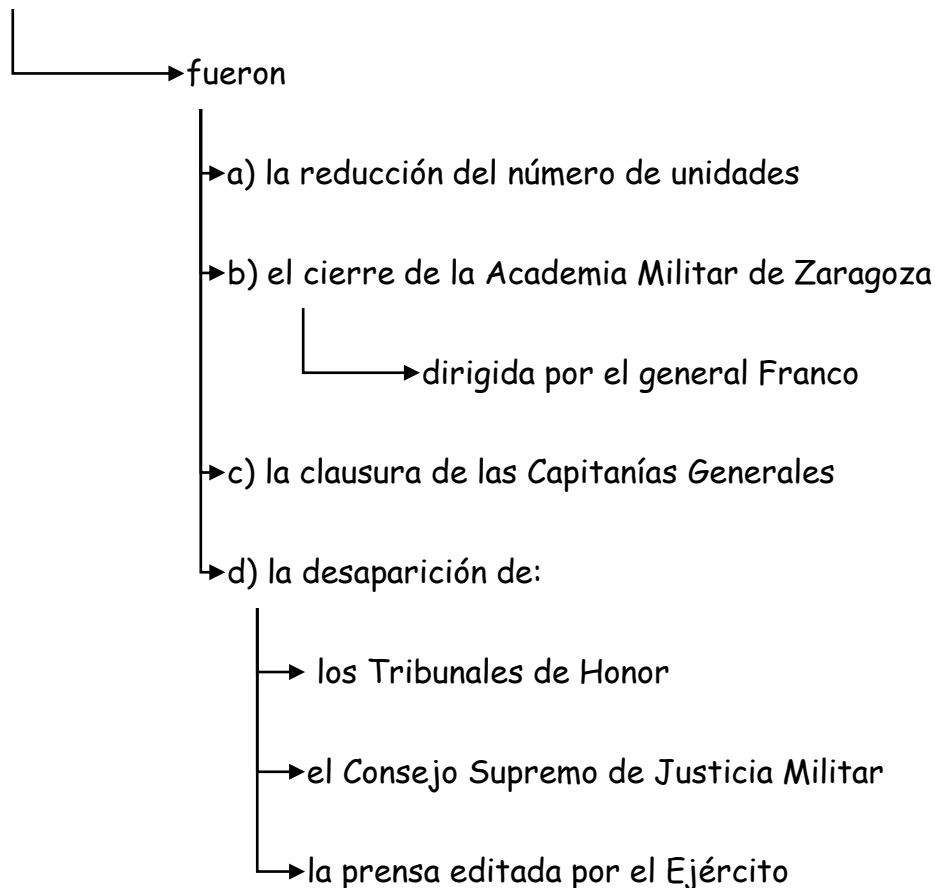 fueron
a) la reducción del número de unidades
b) el cierre de la Academia Militar de Zaragoza
dirigida por el general Franco
c) la clausura de las Capitanías Generales
d) la desaparición de:
los Tribunales de Honor
el Consejo Supremo de Justicia Militar
la prensa editada por el Ejército